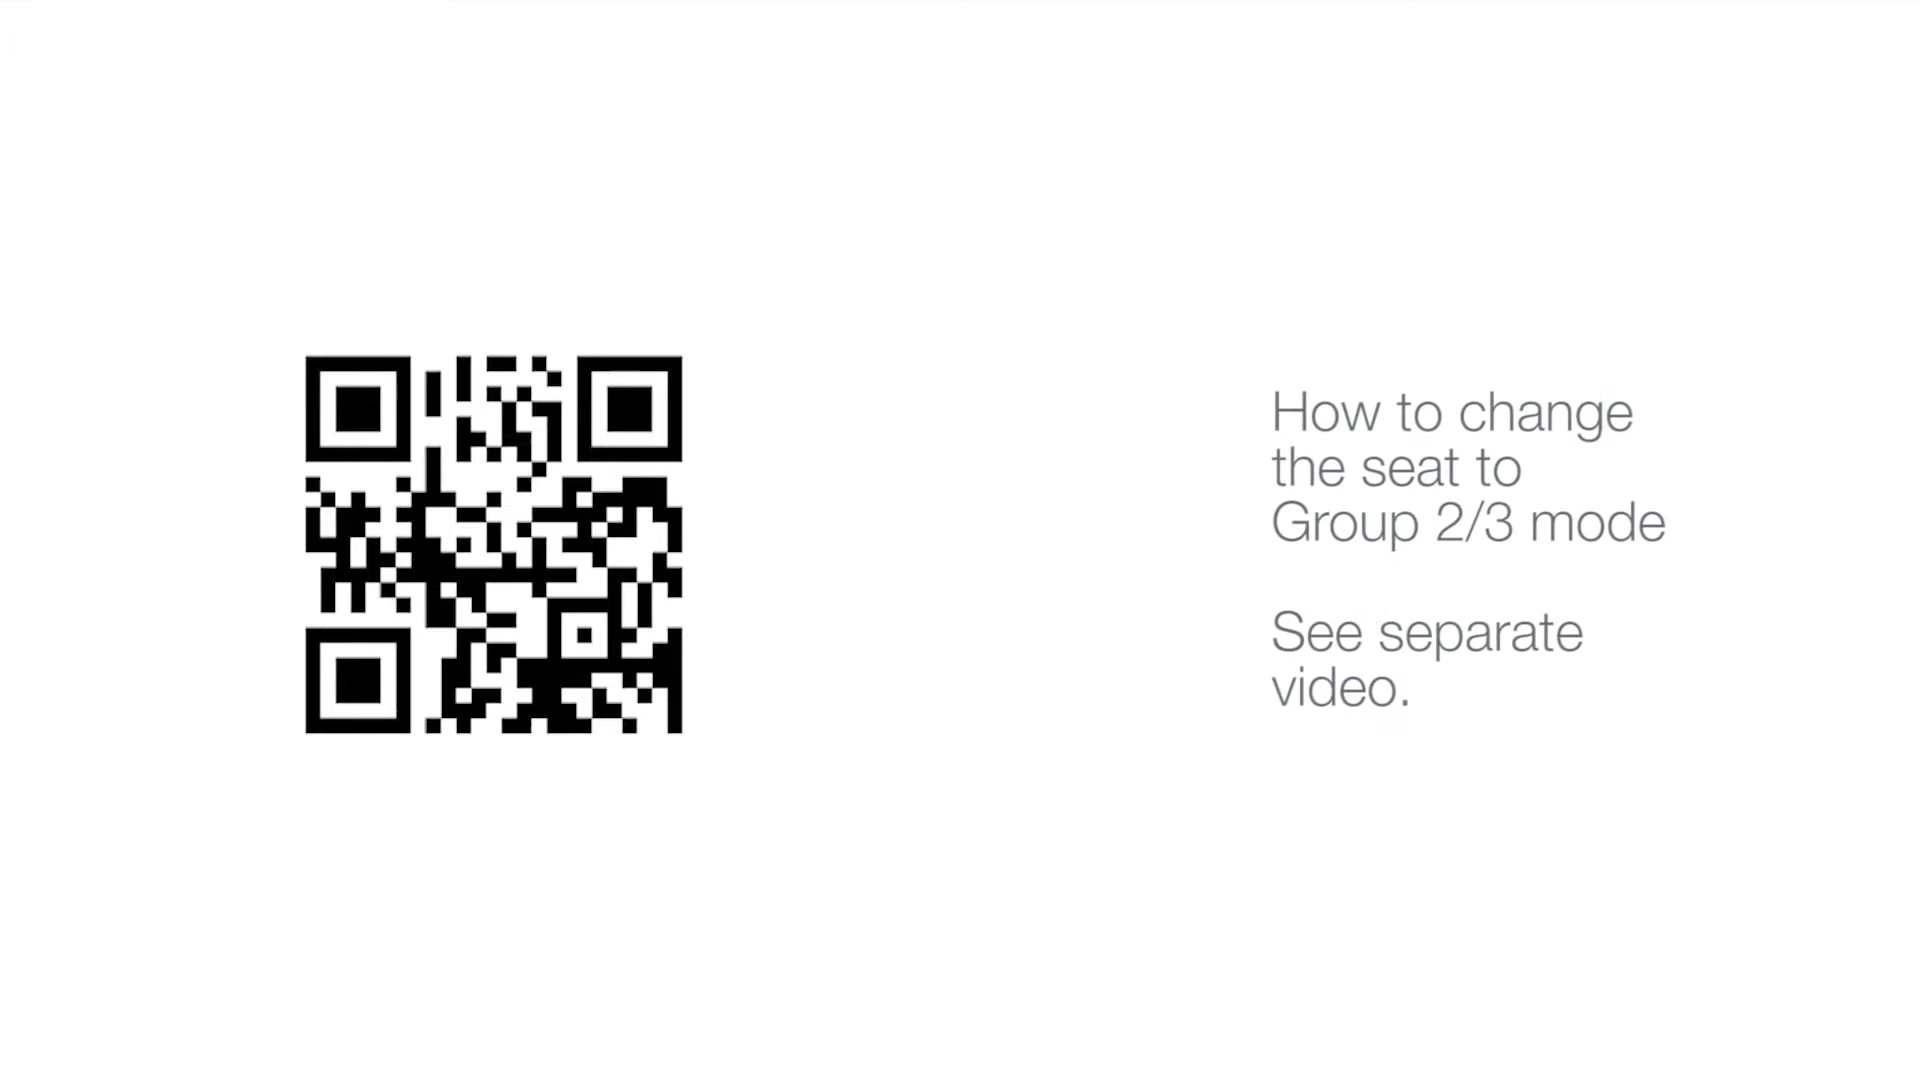 How to change
the seat to
Group 2/3 mode
See separate
video.